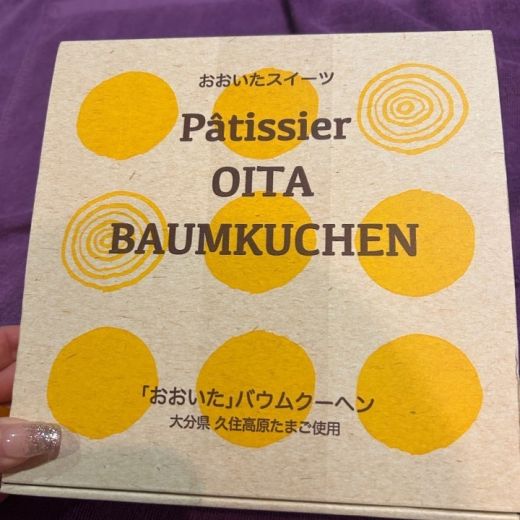 おおいたスイーツ
Pâtissier
OITA
BAUMKUCHEN
「おおいた」バウムクーヘン
大分県 久住高原たまご使用